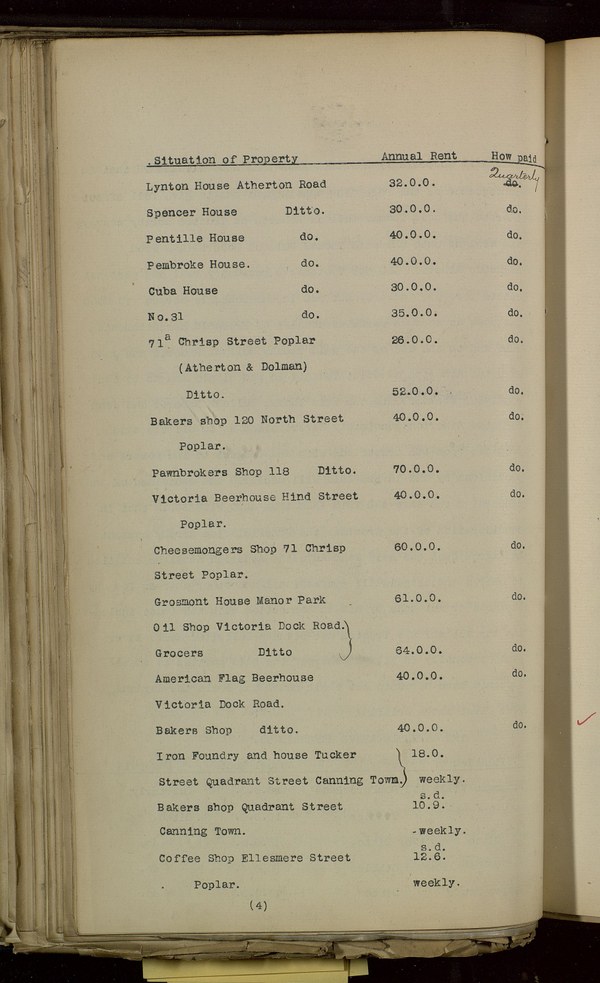 Situation of Property Annual Rent How paid
Quarterly
Lynton House Atherton Road 32.0.0. do.
Spencer House Ditto. 30.0.0. do.
Pentille House do. 40.0.0. do.
Pembroke House. do. 40.0.0. do.
Cuba House do. 30.0.0. do.
No.31 do. 35.0.0. do.
71a Chrisp Street Poplar 26.0.0. do.
(Atherton & Dolman)
Ditto. 52.0.0. do.
Bakers shop 120 North Street 40.0.0. do.
Poplar.
Pawnbrokers Shop 118 Ditto. 70.0.0. do.
Victoria Beerhouse Hind Street 40.0.0. do.
Poplar.
Cheesemongers Shop 71 Chrisp 60.0.0. do.
Street Poplar.
Grosmont House Manor Park 61.0.0. do.
Oil Shop Victoria Dock Road.
Grocers Ditto 64.0.0. do.
American Flag Beerhouse 40.0.0. do.
Victoria Dock Road.
Bakers Shop ditto. 40.0.0. do.
Iron Foundry and house Tucker 18.0.
Street Quadrant Street Canning Town. weekly.
s.d.
Bakers shop Quadrant Street 10.9.
Canning Town. -weekly.
s.d.
Coffee Shop Ellesmere Street 12.6.
Poplar. weekly.
(4)